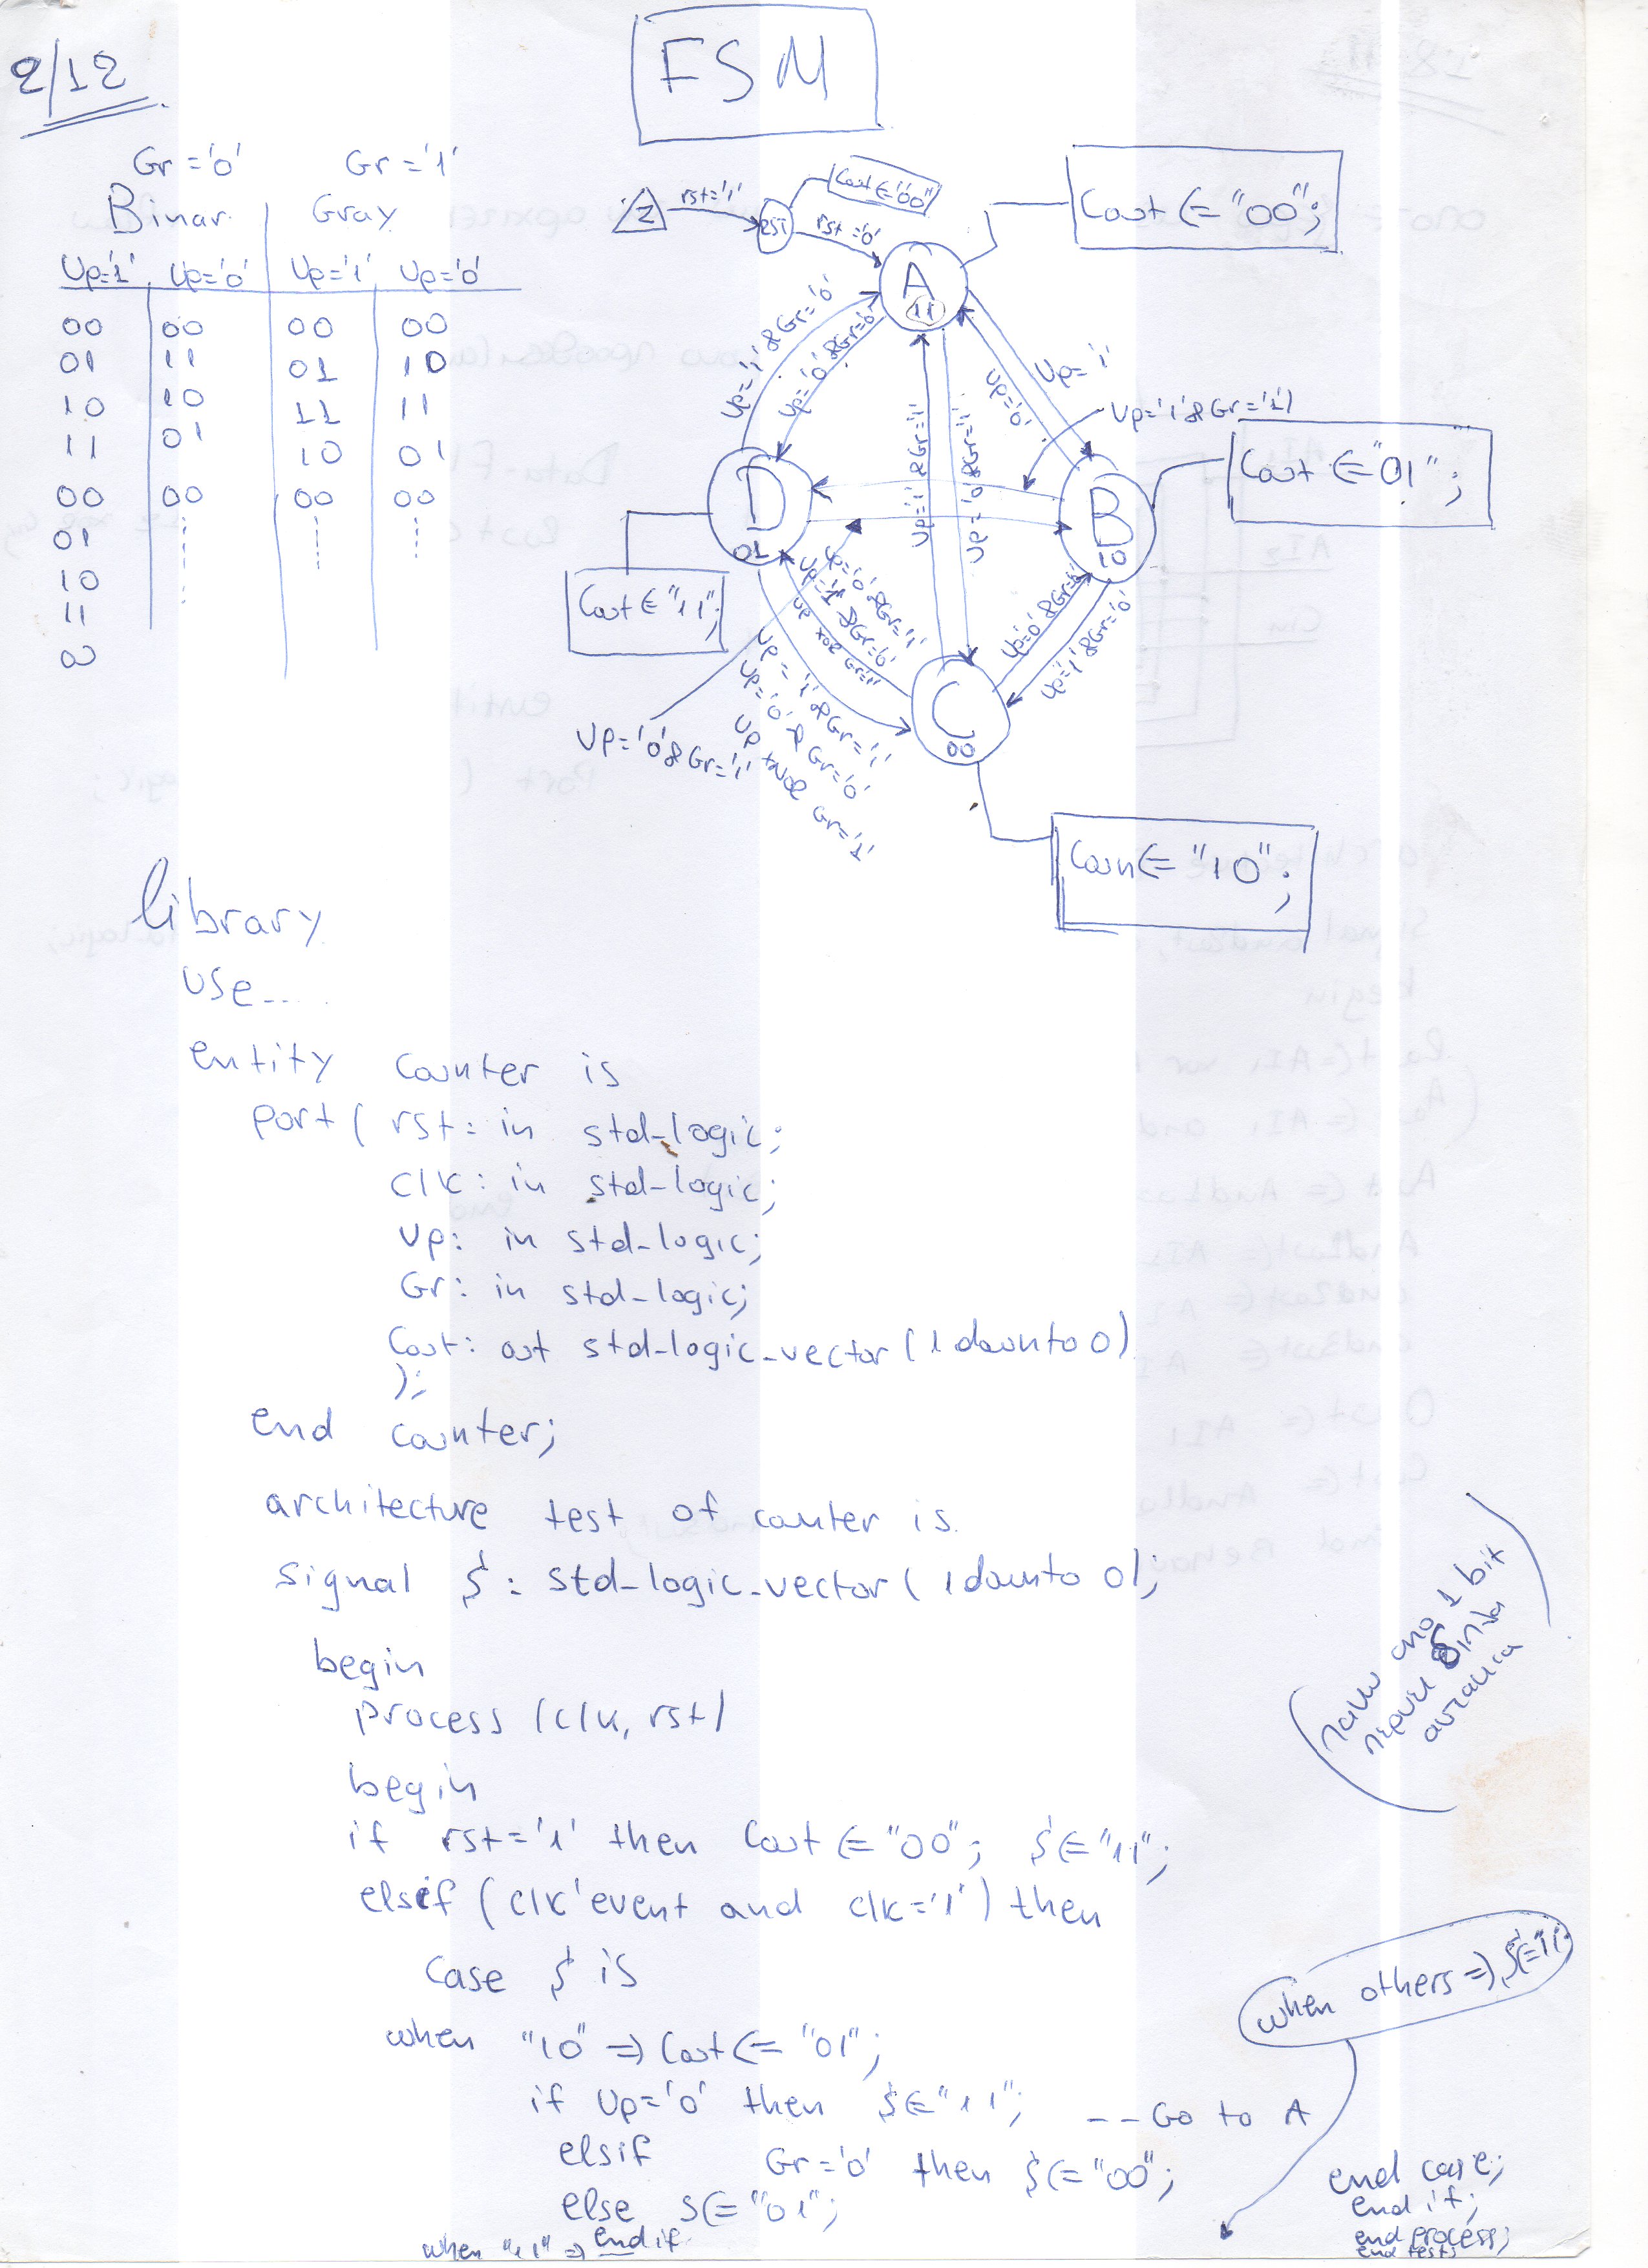 2/12
FSM
Gr='0' Gr='1'
Binar Gray
Up='1' Up='0' Up='1' Up='0'
00 00 00 00
01 11 01 10
10 10 11 11
11 01 10 01
00 00 00 00
01
10
11
00
Z
rst='1'
RST
Cout <= "00"
rst='0'
A
11
Cout <= "00";
Up='1' & Gr='0'
Up='0' & Gr='0'
Up='1'
Up='0'
Up='1' & Gr='1'
Up='1' & Gr='1'
Up='0' & Gr='1'
D
01
B
10
Cout <= "01";
Cout <= "11";
Up='0' & Gr='1'
Up='1' & Gr='0'
Up xor Gr='1'
Up='1' & Gr='1'
Up='0' & Gr='0'
Up xNor Gr='1'
Up='0' & Gr='0'
Up='1' & Gr='0'
Up='0' & Gr='1'
C
00
Coun <= "10";
library
use...
entity counter is
port( rst: in std_logic;
clk: in std_logic;
Up: in std_logic;
Gr: in std_logic;
Cout: out std_logic_vector(1 downto 0)
);
end counter;
architecture test of counter is
signal S: std_logic_vector(1 downto 0);
begin
process (clk, rst)
begin
if rst='1' then Cout <= "00"; S <= "11";
elsif (clk'event and clk='1') then
case S is
when "10" => Cout <= "01";
if Up='0' then S <= "11"; -- Go to A
elsif Gr='0' then S <= "00";
else S <= "01";
end if
when "11" =>
πανω απο 1 bit
when others => S <= "11"
end case;
end if;
end process;
end test;